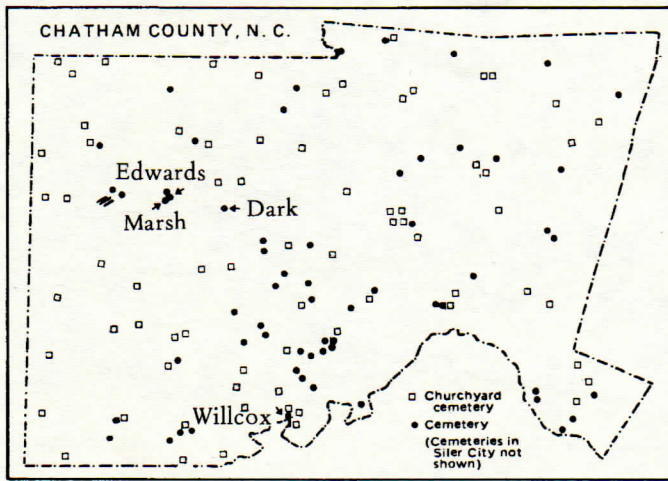 CHATHAM COUNTY, N. C.
Edwards
Marsh
Dark
Willcox
Churchyard
cemetery
Cemetery
(Cemeteries in
Siler City not
shown)